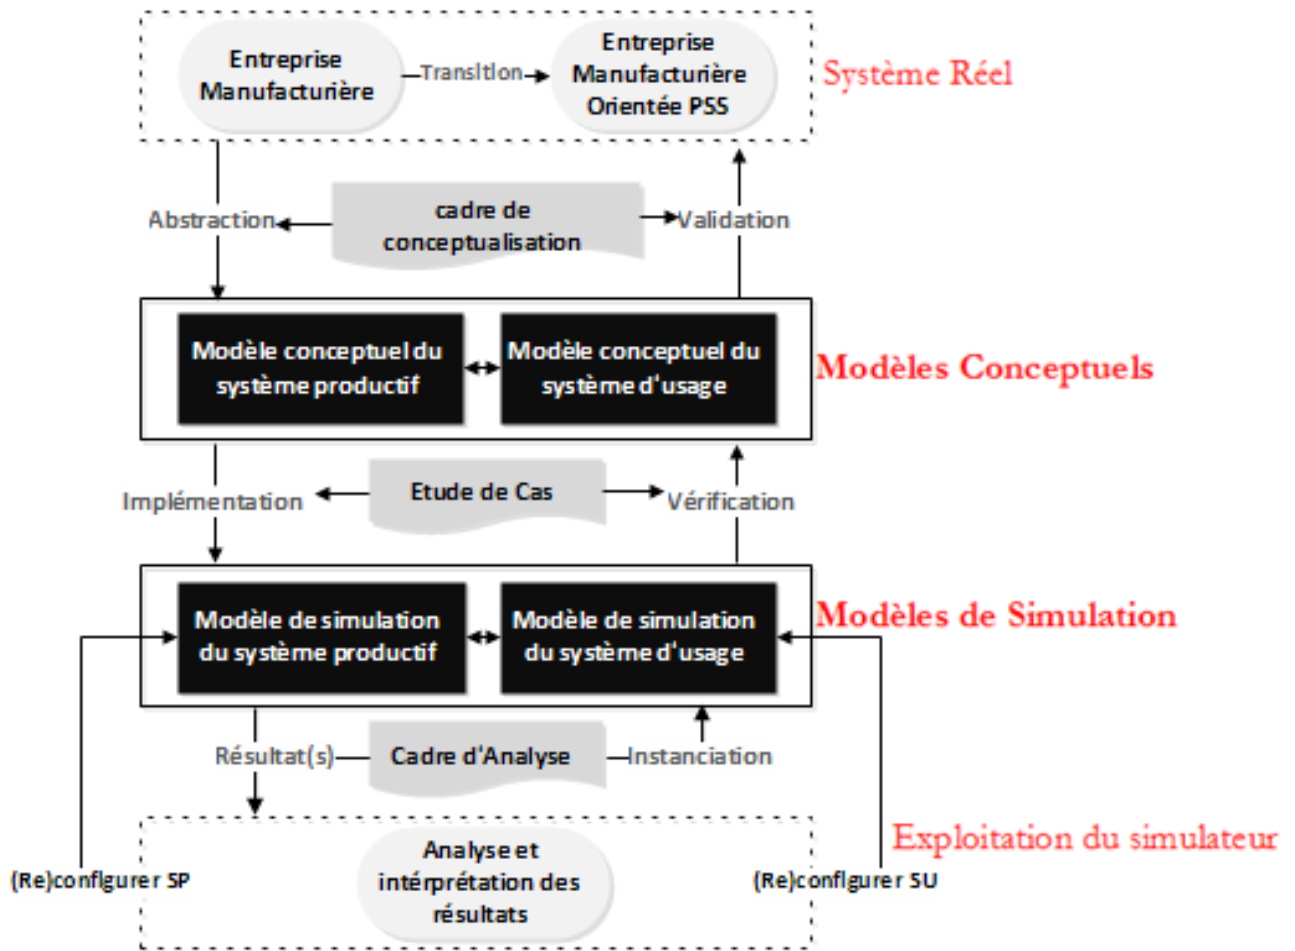 Entreprise
Manufacturière
Transition
Entreprise
Manufacturière
Orientée PSS
Système Réel
Abstraction
cadre de
conceptualisation
Validation
Modèle conceptuel du
système productif
Modèle conceptuel du
système d'usage
Modèles Conceptuels
Implémentation
Etude de Cas
Vérification
Modèle de simulation
du système productif
Modèle de simulation
du système d'usage
Modèles de Simulation
Résultat(s)
Cadre d'Analyse
Instanciation
Exploitation du simulateur
(Re)configurer SP
Analyse et
intérprétation des
résultats
(Re)configurer SU